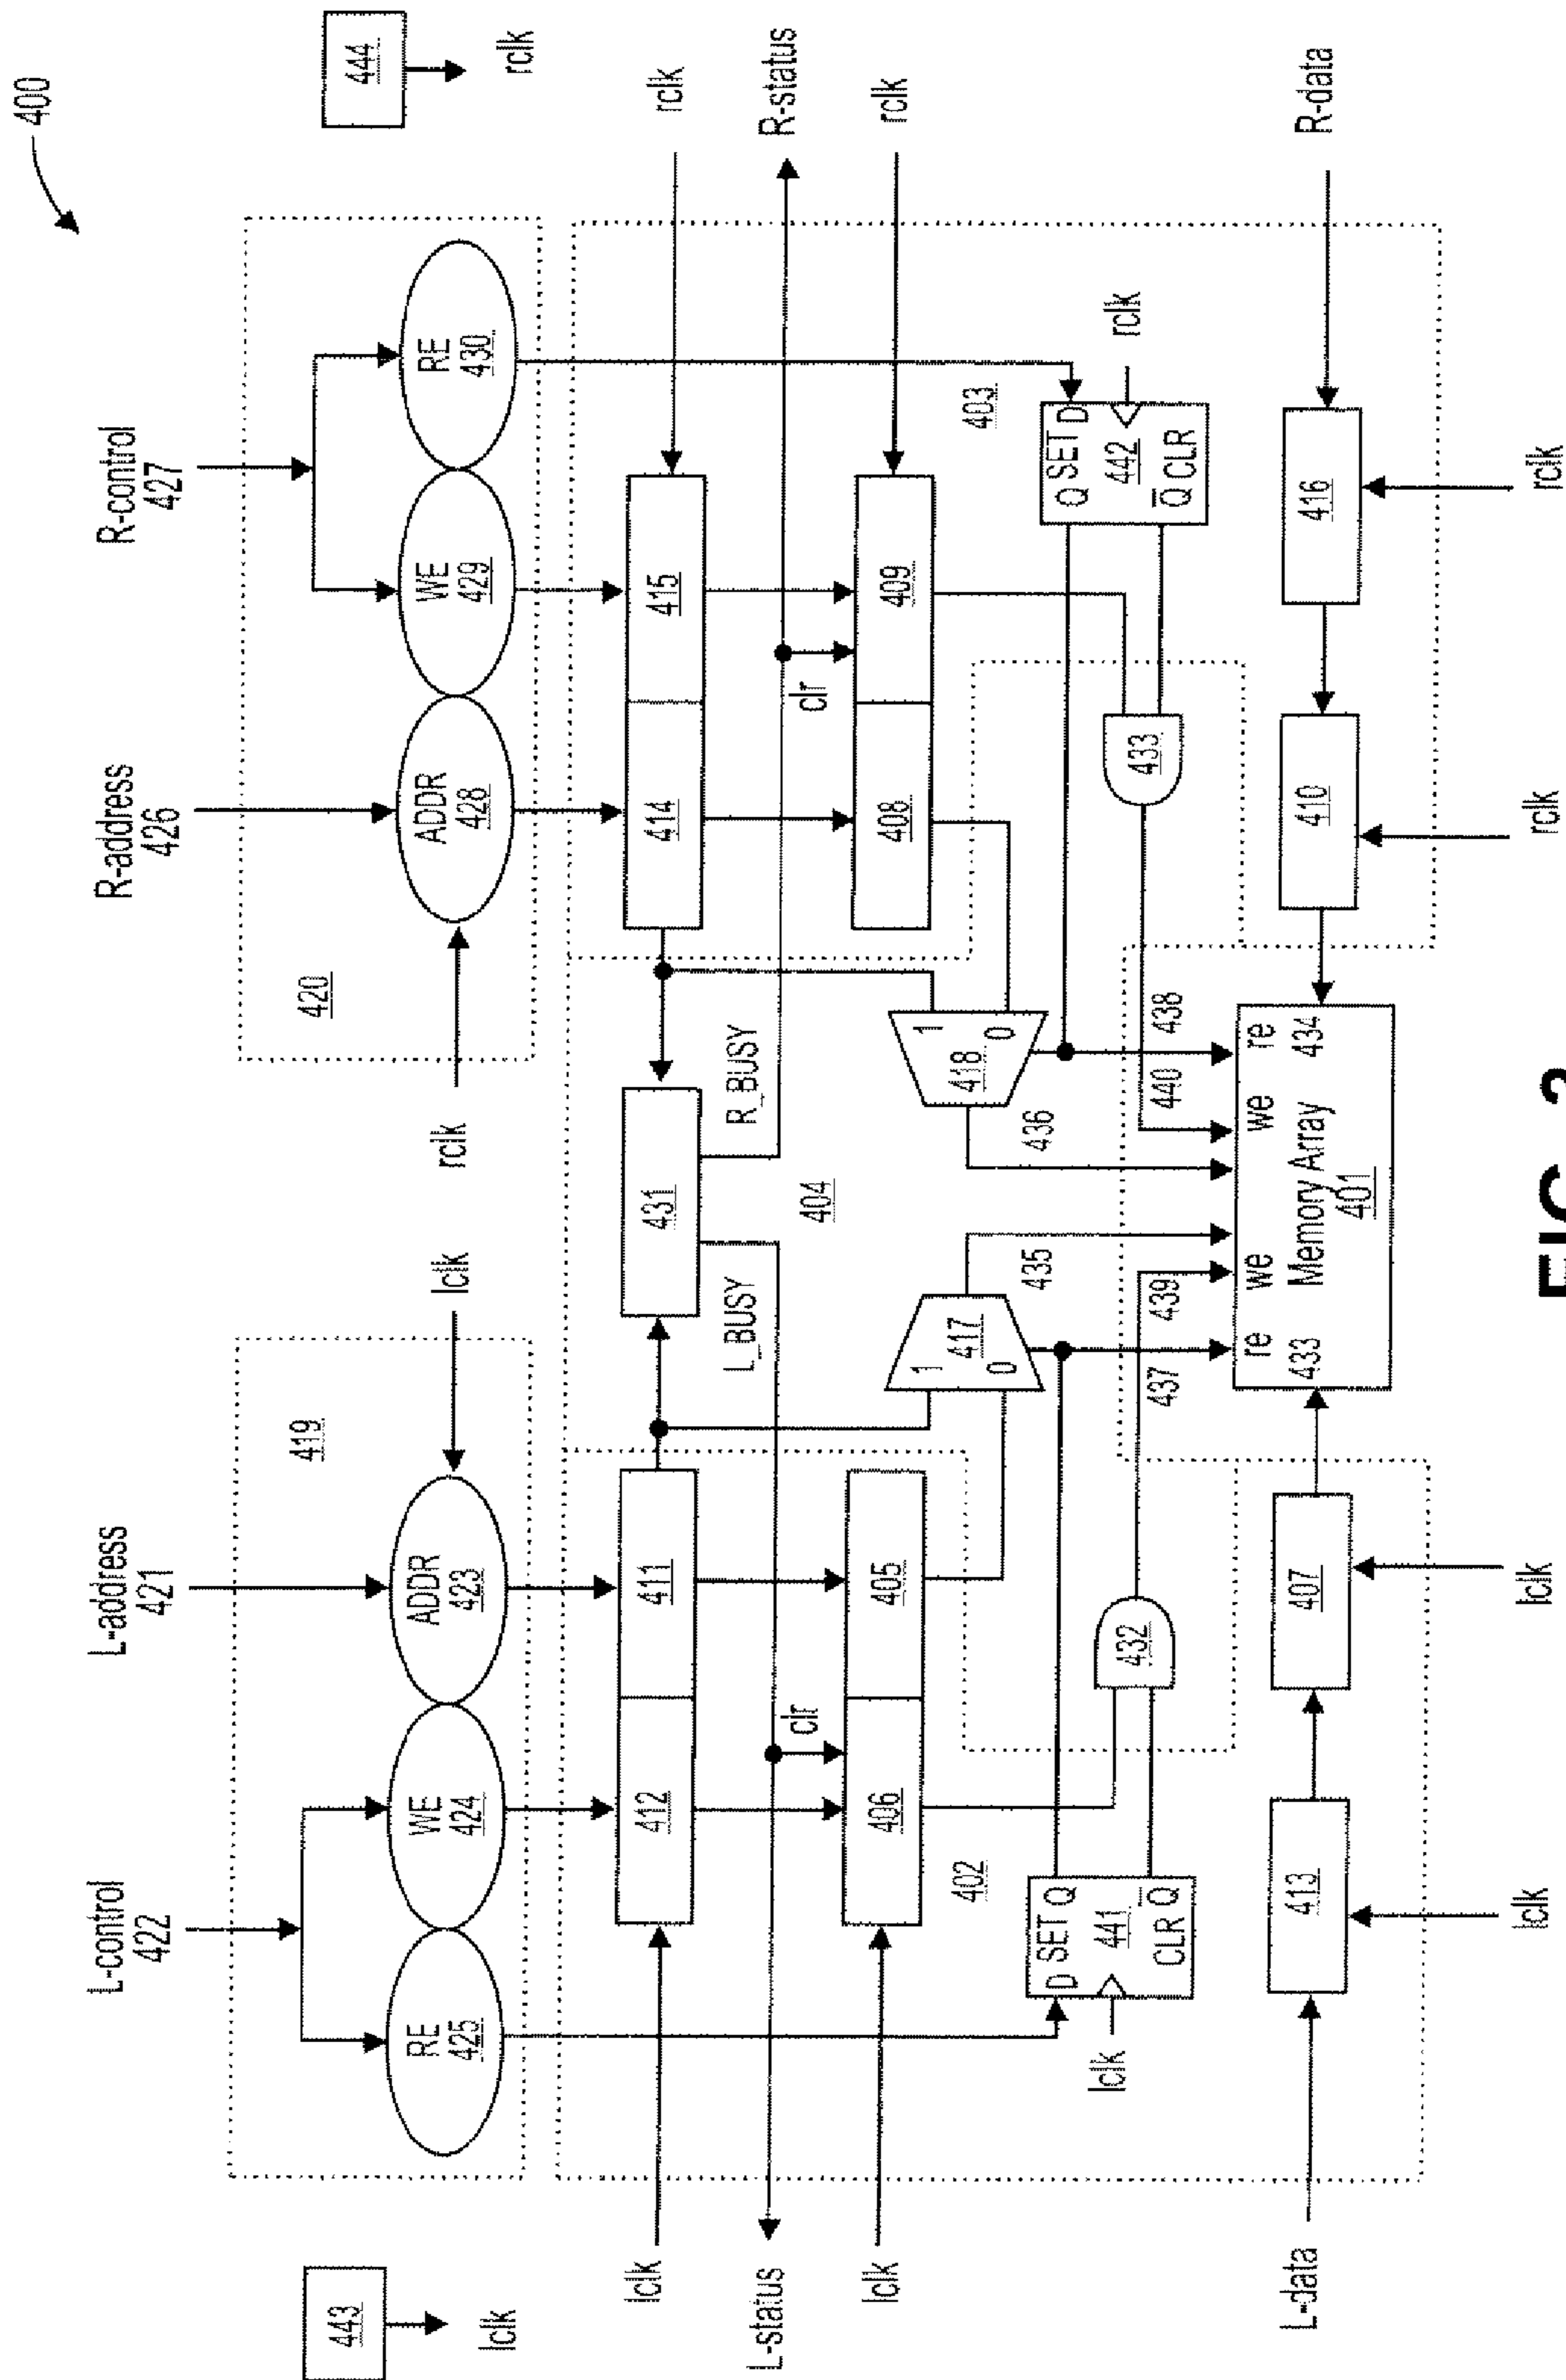 400
444
rclk
R-control
427
R-address
426
L-address
421
L-control
422
443
lclk
RE
430
WE
429
ADDR
428
420
rclk
lclk
419
ADDR
423
WE
424
RE
425
rclk
415
414
431
411
412
lclk
R-status
R_BUSY
L_BUSY
L-status
clr
clr
rclk
409
408
404
405
406
lclk
1
418
0
1
417
0
403
402
Q SET D
442
Q CLR
rclk
D SET Q
441
CLR Q
lclk
433
432
436
435
438
440
439
437
re we we re
434
433
Memory Array
401
R-data
416
410
rclk
rclk
407
413
lclk
lclk
L-data